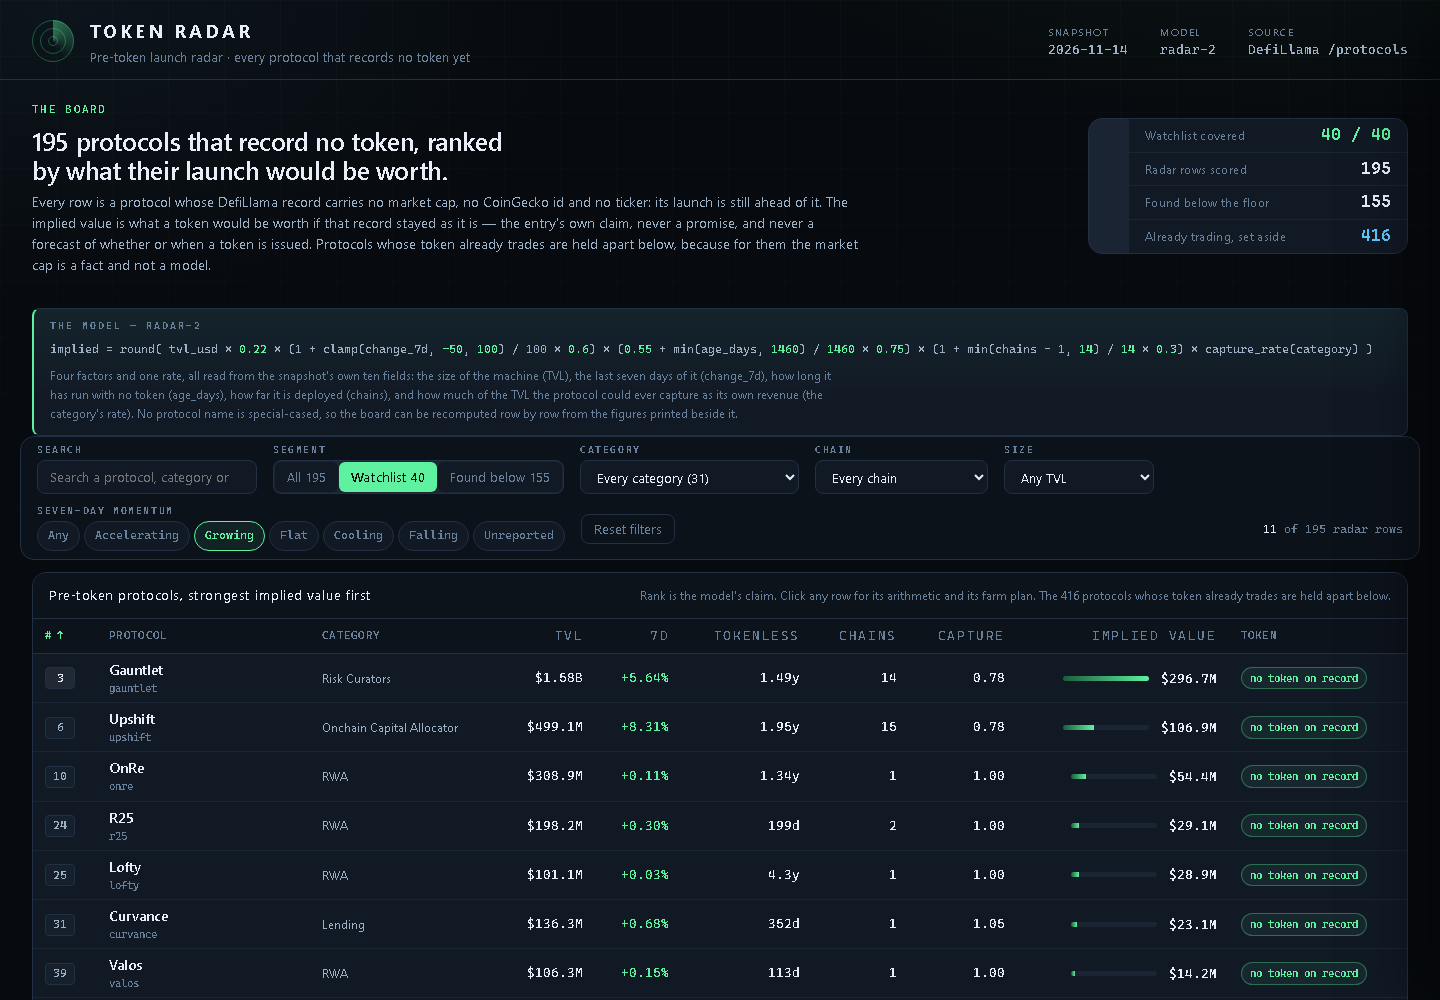 TOKEN RADAR
Pre-token launch radar · every protocol that records no token yet
SNAPSHOT
2026-11-14
MODEL
radar-2
SOURCE
DefiLlama /protocols
THE BOARD
195 protocols that record no token, ranked
by what their launch would be worth.
Every row is a protocol whose DefiLlama record carries no market cap, no CoinGecko id and no ticker: its launch is still ahead of it. The
implied value is what a token would be worth if that record stayed as it is — the entry's own claim, never a promise, and never a
forecast of whether or when a token is issued. Protocols whose token already trades are held apart below, because for them the market
cap is a fact and not a model.
Watchlist covered 40 / 40
Radar rows scored 195
Found below the floor 155
Already trading, set aside 416
THE MODEL — RADAR-2
implied = round( tvl_usd × 0.22 × (1 + clamp(change_7d, −50, 100) / 100 × 0.6) × (0.55 + min(age_days, 1460) / 1460 × 0.75) × (1 + min(chains − 1, 14) / 14 × 0.3) × capture_rate(category) )
Four factors and one rate, all read from the snapshot's own ten fields: the size of the machine (TVL), the last seven days of it (change_7d), how long it
has run with no token (age_days), how far it is deployed (chains), and how much of the TVL the protocol could ever capture as its own revenue (the
category's rate). No protocol name is special-cased, so the board can be recomputed row by row from the figures printed beside it.
SEARCH
Search a protocol, category or
SEGMENT
All 195 Watchlist 40 Found below 155
CATEGORY
Every category (31)
CHAIN
Every chain
SIZE
Any TVL
SEVEN-DAY MOMENTUM
Any Accelerating Growing Flat Cooling Falling Unreported
Reset filters
11 of 195 radar rows
Pre-token protocols, strongest implied value first
Rank is the model's claim. Click any row for its arithmetic and its farm plan. The 416 protocols whose token already trades are held apart below.
# ↑ PROTOCOL CATEGORY TVL 7D TOKENLESS CHAINS CAPTURE IMPLIED VALUE TOKEN
3 Gauntlet Risk Curators $1.58B +5.64% 1.49y 14 0.78 $296.7M no token on record
gauntlet
6 Upshift Onchain Capital Allocator $499.1M +8.31% 1.95y 15 0.78 $106.9M no token on record
upshift
10 OnRe RWA $308.9M +0.11% 1.34y 1 1.00 $54.4M no token on record
onre
24 R25 RWA $198.2M +0.30% 199d 2 1.00 $29.1M no token on record
r25
25 Lofty RWA $101.1M +0.03% 4.3y 1 1.00 $28.9M no token on record
lofty
31 Curvance Lending $136.3M +0.68% 352d 1 1.05 $23.1M no token on record
curvance
39 Valos RWA $106.3M +0.15% 113d 1 1.00 $14.2M no token on record
valos